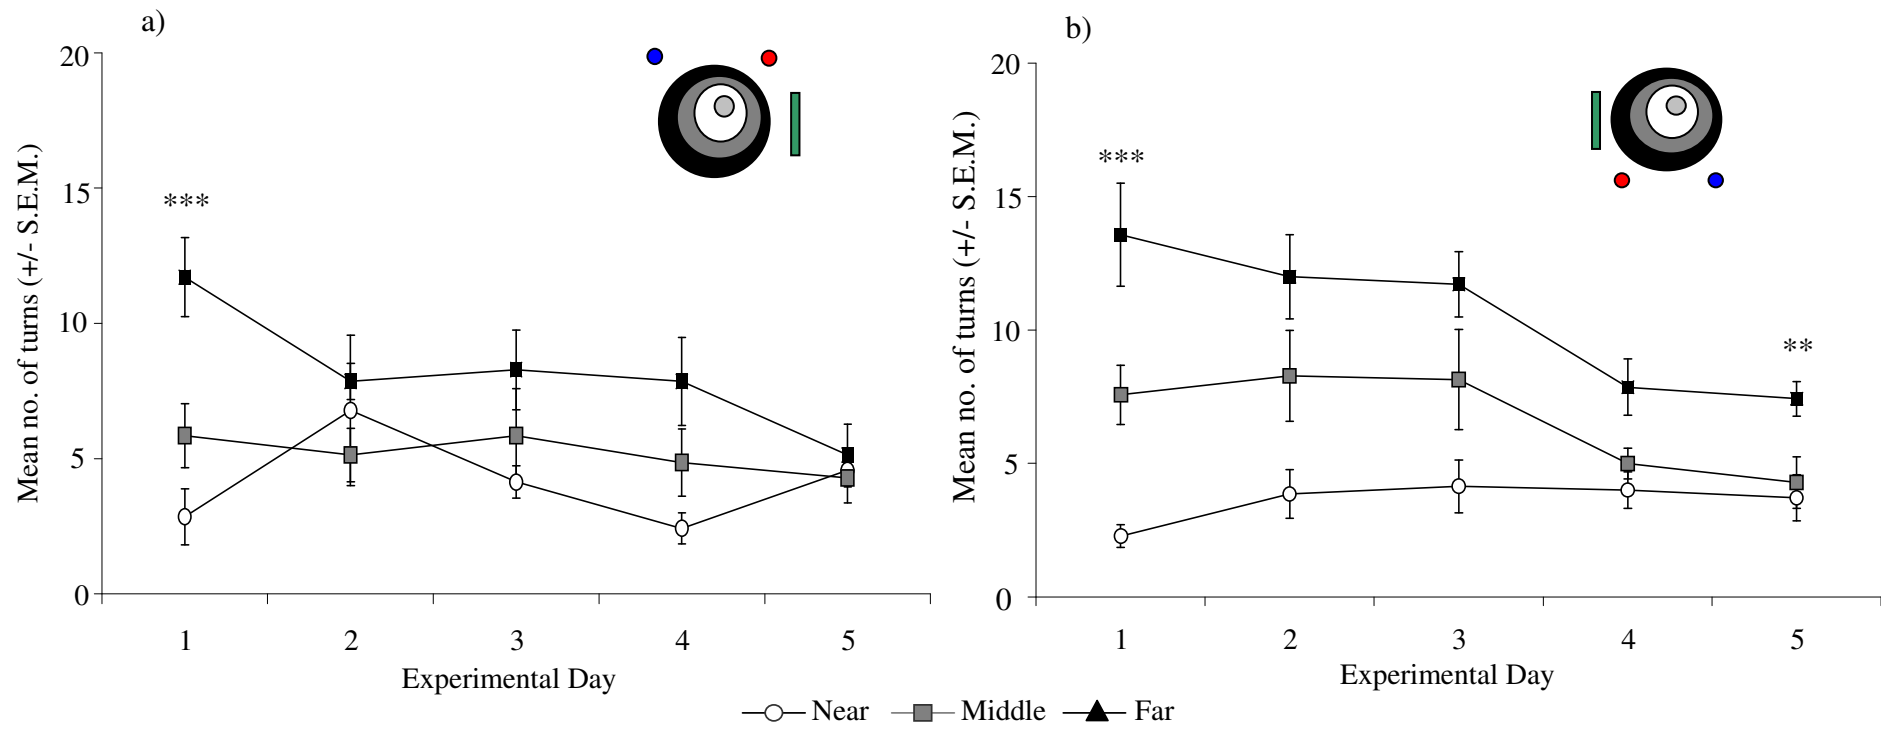 a)
20
15
10
5
0
***
Mean no. of turns (+/- S.E.M.)
1 2 3 4 5
Experimental Day
b)
20
15
10
5
0
***
**
Mean no. of turns (+/- S.E.M.)
1 2 3 4 5
Experimental Day
Near Middle Far